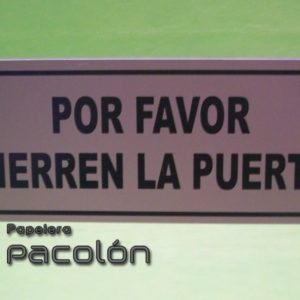 POR FAVOR
IERREN LA PUERT
Papelera
Pacolón